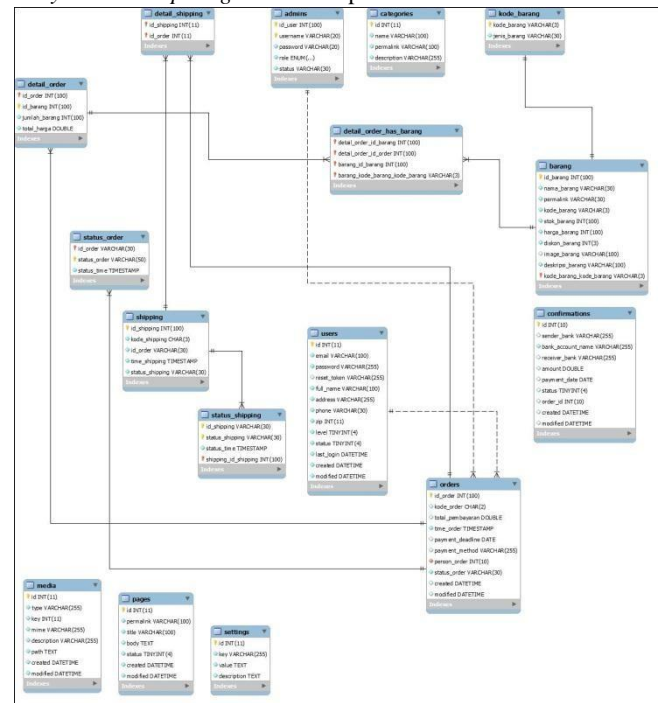 detail_shipping
id_shipping INT(11)
id_order INT(11)
Indexes
admins
id_user INT(100)
username VARCHAR(20)
password VARCHAR(20)
role ENUM(...)
status VARCHAR(30)
Indexes
categories
id INT(11)
name VARCHAR(100)
permalink VARCHAR(100)
description VARCHAR(255)
Indexes
kode_barang
kode_barang VARCHAR(3)
jenis_barang VARCHAR(30)
Indexes
detail_order
id_order INT(100)
id_barang INT(100)
jumlah_barang INT(100)
total_harga DOUBLE
Indexes
detail_order_has_barang
detail_order_id_barang INT(100)
detail_order_id_order INT(100)
barang_id_barang INT(100)
barang_kode_barang_kode_barang VARCHAR(3)
Indexes
barang
id_barang INT(100)
nama_barang VARCHAR(30)
permalink VARCHAR(30)
kode_barang VARCHAR(3)
stok_barang INT(100)
harga_barang INT(100)
diskon_barang INT(3)
image_barang VARCHAR(100)
deskripsi_barang VARCHAR(100)
kode_barang_kode_barang VARCHAR(3)
Indexes
status_order
id_order VARCHAR(30)
status_order VARCHAR(50)
status_time TIMESTAMP
Indexes
shipping
id_shipping INT(100)
kode_shipping CHAR(3)
id_order VARCHAR(30)
time_shipping TIMESTAMP
status_shipping VARCHAR(30)
Indexes
status_shipping
id_shipping VARCHAR(30)
status_shipping VARCHAR(30)
status_time TIMESTAMP
shipping_id_shipping INT(100)
Indexes
users
id INT(11)
email VARCHAR(100)
password VARCHAR(255)
reset_token VARCHAR(255)
full_name VARCHAR(100)
address VARCHAR(255)
phone VARCHAR(30)
zip INT(11)
level TINYINT(4)
status TINYINT(4)
last_login DATETIME
created DATETIME
modified DATETIME
Indexes
confirmations
id INT(10)
sender_bank VARCHAR(255)
bank_account_name VARCHAR(255)
receiver_bank VARCHAR(255)
amount DOUBLE
payment_date DATE
status TINYINT(4)
order_id INT(10)
created DATETIME
modified DATETIME
Indexes
orders
id_order INT(100)
kode_order CHAR(2)
total_pembayaran DOUBLE
time_order TIMESTAMP
payment_deadline DATE
payment_method VARCHAR(255)
person_order INT(10)
status_order VARCHAR(30)
created DATETIME
modified DATETIME
Indexes
media
id INT(11)
type VARCHAR(255)
key INT(11)
mime VARCHAR(255)
description VARCHAR(255)
path TEXT
created DATETIME
modified DATETIME
Indexes
pages
id INT(11)
permalink VARCHAR(100)
title VARCHAR(100)
body TEXT
status TINYINT(4)
created DATETIME
modified DATETIME
Indexes
settings
id INT(11)
key VARCHAR(255)
value TEXT
description TEXT
Indexes